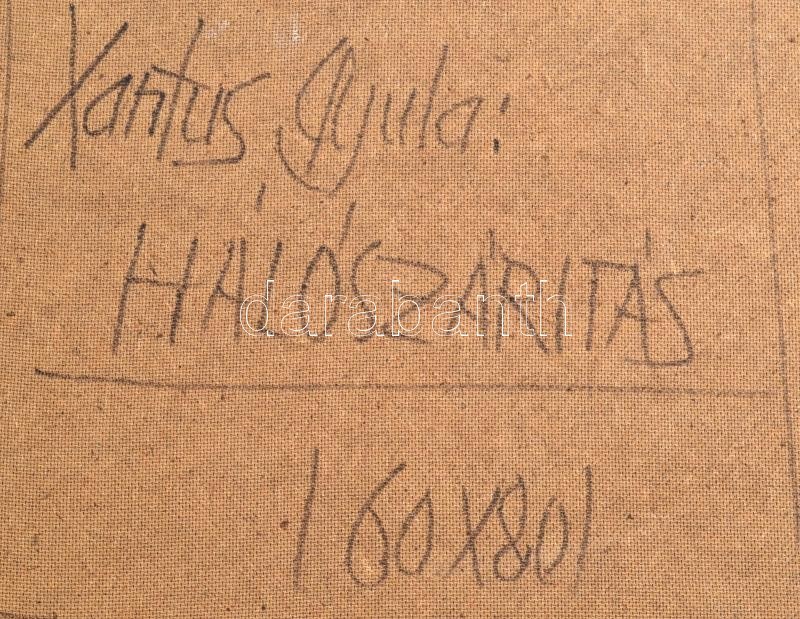 Xantus Gyula:
HÁLÓSZÁRITÁS
darabanth
/60x80/